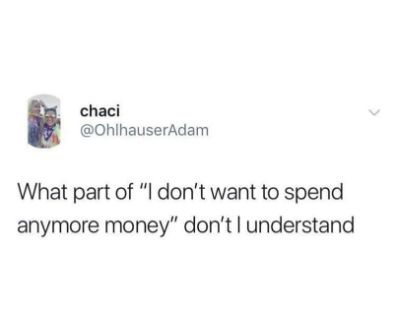 chaci
@OhlhauserAdam
What part of “I don't want to spend
anymore money” don't I understand